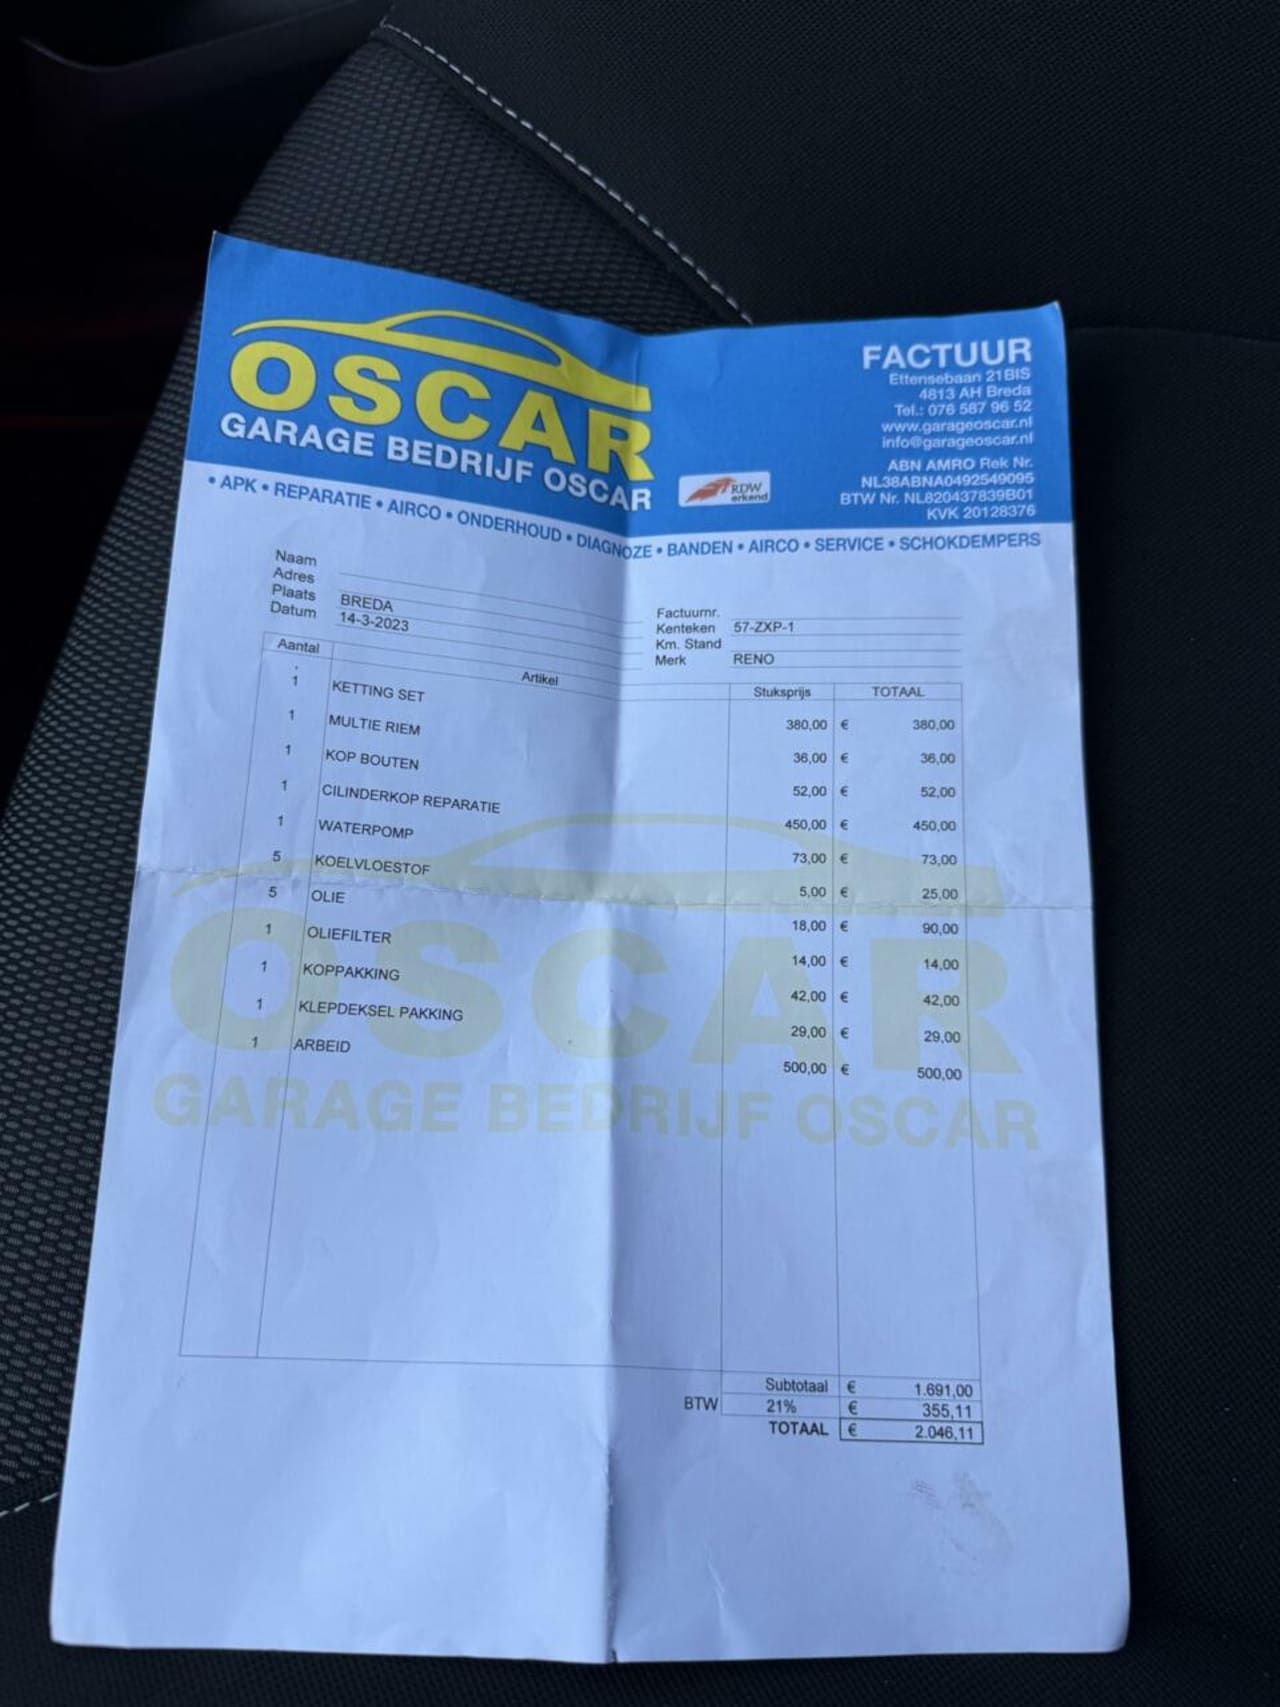 OSCAR
GARAGE BEDRIJF OSCAR
RDW
erkend
FACTUUR
Ettensebaan 21BIS
4813 AH Breda
Tel.: 076 587 96 52
www.garageoscar.nl
info@garageoscar.nl
ABN AMRO Rek Nr.
NL38ABNA0492549095
BTW Nr. NL820437839B01
KVK 20128376
• APK • REPARATIE • AIRCO • ONDERHOUD • DIAGNOZE • BANDEN • AIRCO • SERVICE • SCHOKDEMPERS
Naam
Adres
Plaats BREDA
Datum 14-3-2023
Factuurnr.
Kenteken 57-ZXP-1
Km. Stand
Merk RENO
Aantal Artikel Stuksprijs TOTAAL
1 KETTING SET 380,00 € 380,00
1 MULTIE RIEM 36,00 € 36,00
1 KOP BOUTEN 52,00 € 52,00
1 CILINDERKOP REPARATIE 450,00 € 450,00
1 WATERPOMP 73,00 € 73,00
5 KOELVLOESTOF 5,00 € 25,00
5 OLIE 18,00 € 90,00
1 OLIEFILTER 14,00 € 14,00
1 KOPPAKKING 42,00 € 42,00
1 KLEPDEKSEL PAKKING 29,00 € 29,00
1 ARBEID 500,00 € 500,00
OSCAR
GARAGE BEDRIJF OSCAR
Subtotaal € 1.691,00
BTW 21% € 355,11
TOTAAL € 2.046,11